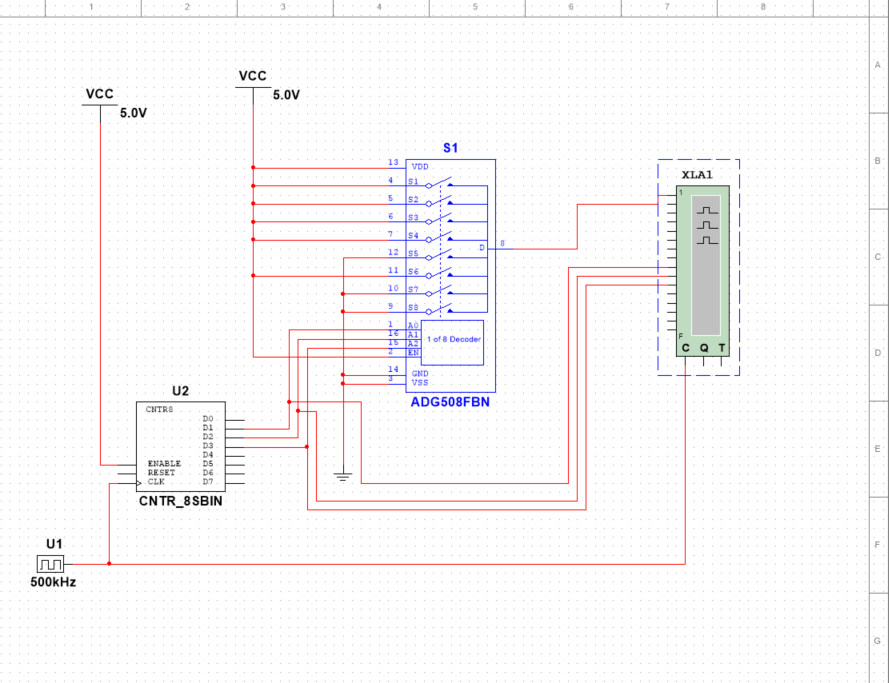 1 2 3 4 5 6 7 8
A
B
C
D
E
F
G
VCC
5.0V
VCC
5.0V
S1
13 VDD
4 S1
5 S2
6 S3
7 S4
12 S5
11 S6
10 S7
9 S8
D 8
1 A0
16 A1
15 A2
2 EN
1 of 8 Decoder
14 GND
3 VSS
ADG508FBN
XLA1
1
F
C Q T
U2
CNTR8
D0
D1
D2
D3
D4
ENABLE D5
RESET D6
CLK D7
CNTR_8SBIN
U1
500kHz